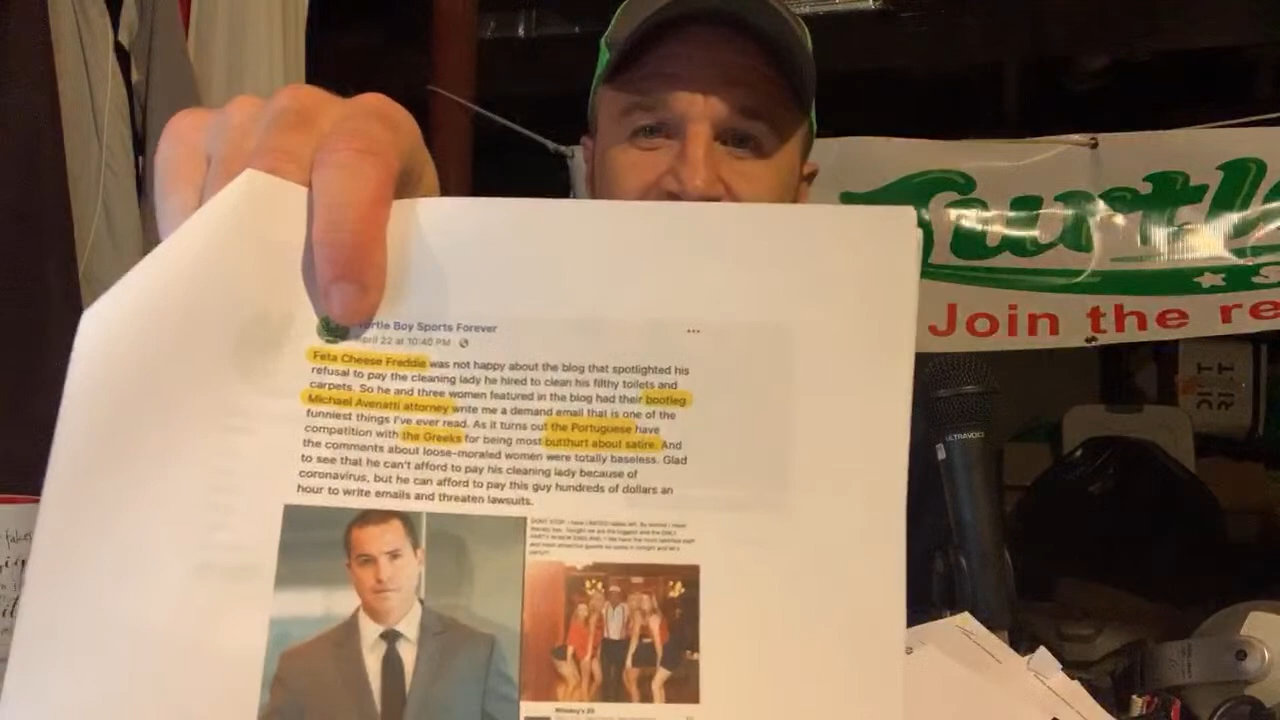 Turtl
S
Join the re
Turtle Boy Sports Forever
April 22 at 10:40 PM
Feta Cheese Freddie was not happy about the blog that spotlighted his
refusal to pay the cleaning lady he hired to clean his filthy toilets and
carpets. So he and three women featured in the blog had their bootleg
Michael Avenatti attorney write me a demand email that is one of the
funniest things I've ever read. As it turns out the Portuguese have
competition with the Greeks for being most butthurt about satire. And
the comments about loose-moraled women were totally baseless. Glad
to see that he can't afford to pay his cleaning lady because of
coronavirus, but he can afford to pay this guy hundreds of dollars an
hour to write emails and threaten lawsuits.
ULTRAVOICE
Whiskey's 20